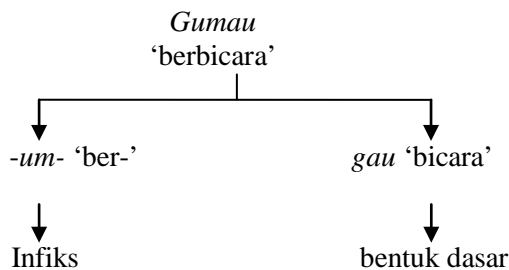 Gumau
‘berbicara’
-um- ‘ber-’ gau ‘bicara’
Infiks bentuk dasar